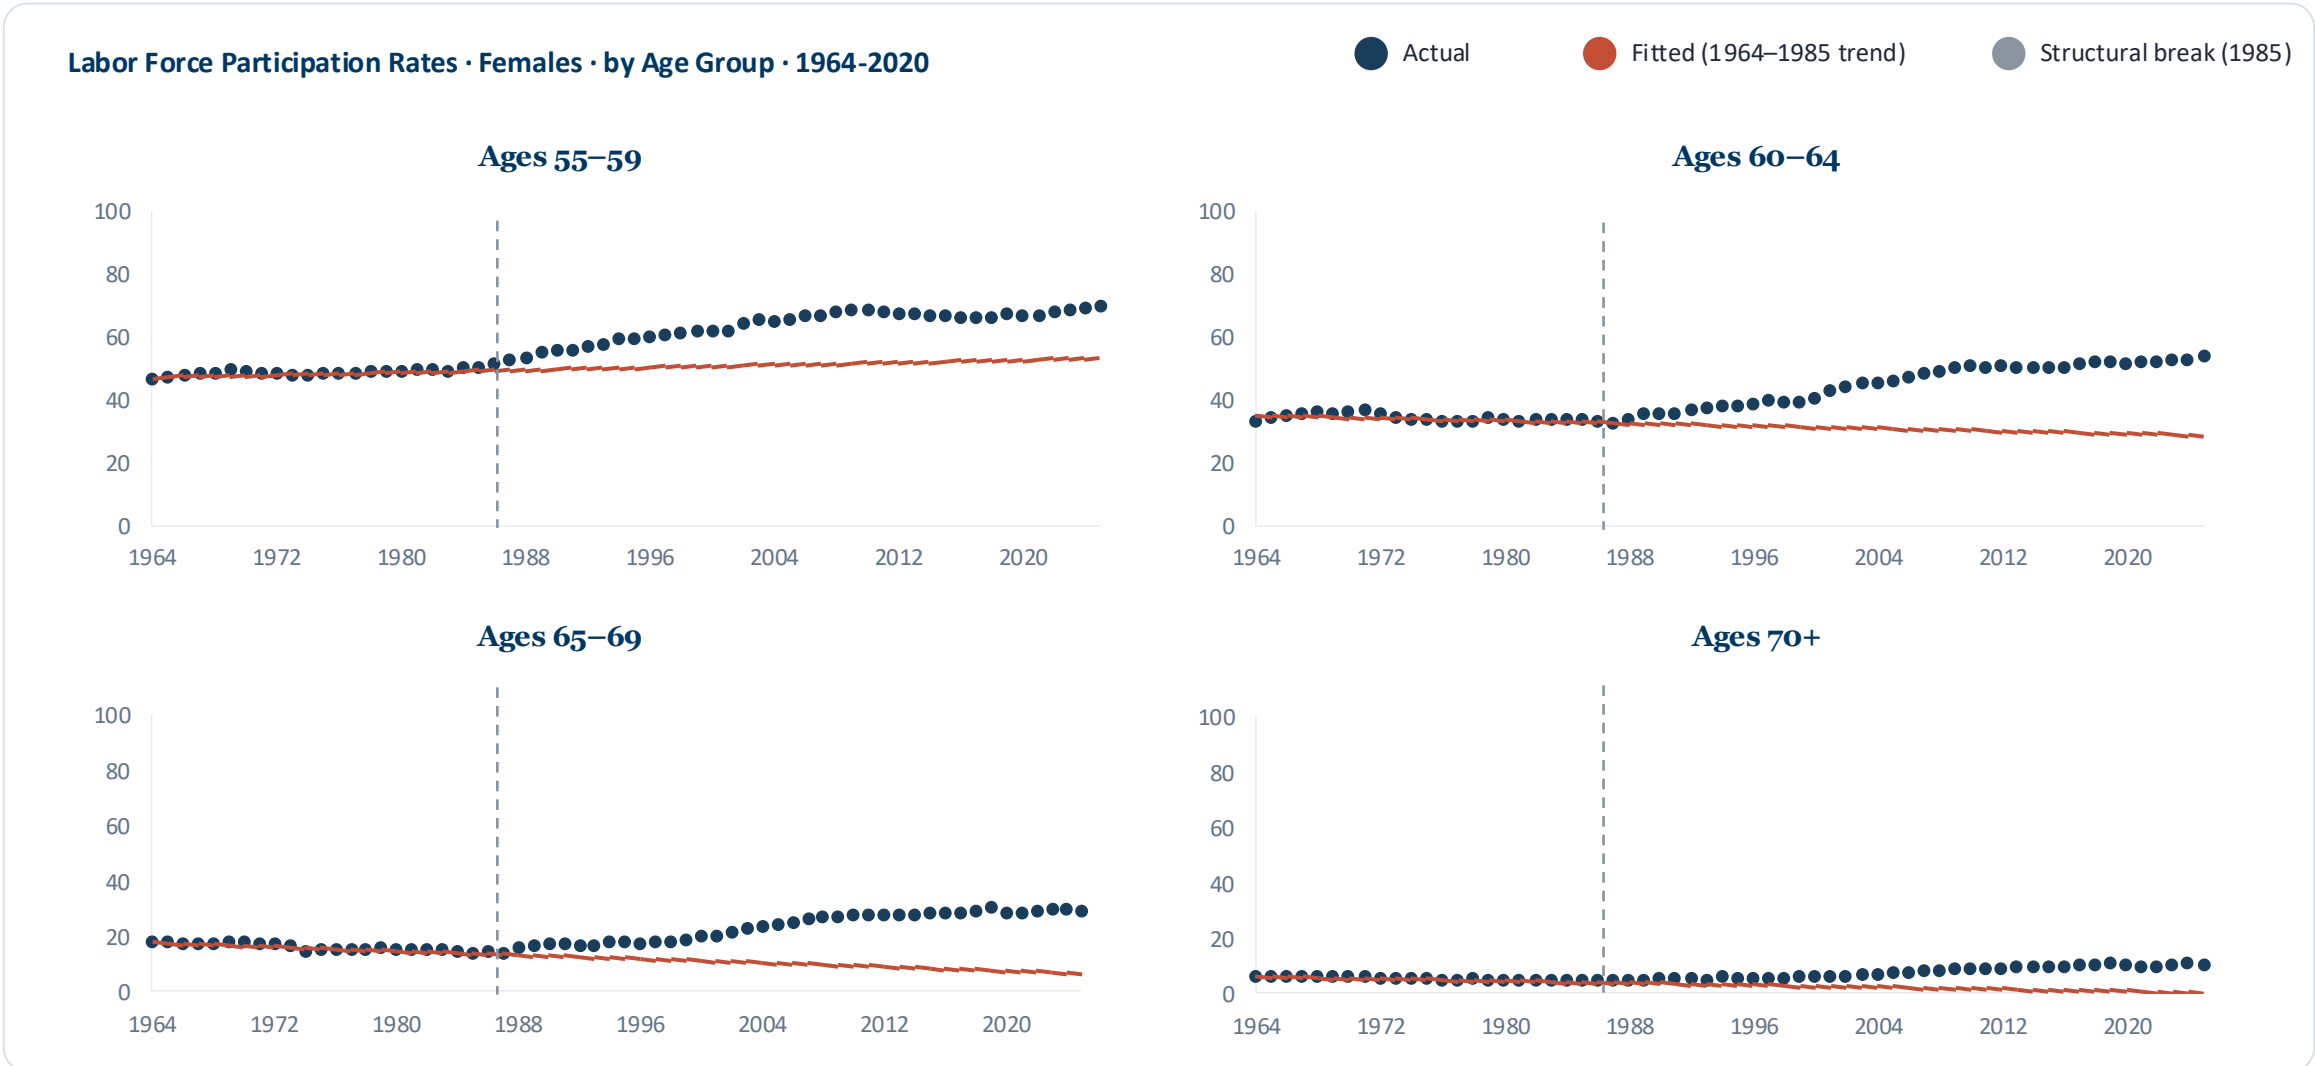 Labor Force Participation Rates · Females · by Age Group · 1964-2020
Actual
Fitted (1964–1985 trend)
Structural break (1985)
Ages 55–59
100
80
60
40
20
0
1964 1972 1980 1988 1996 2004 2012 2020
Ages 60–64
100
80
60
40
20
0
1964 1972 1980 1988 1996 2004 2012 2020
Ages 65–69
100
80
60
40
20
0
1964 1972 1980 1988 1996 2004 2012 2020
Ages 70+
100
80
60
40
20
0
1964 1972 1980 1988 1996 2004 2012 2020